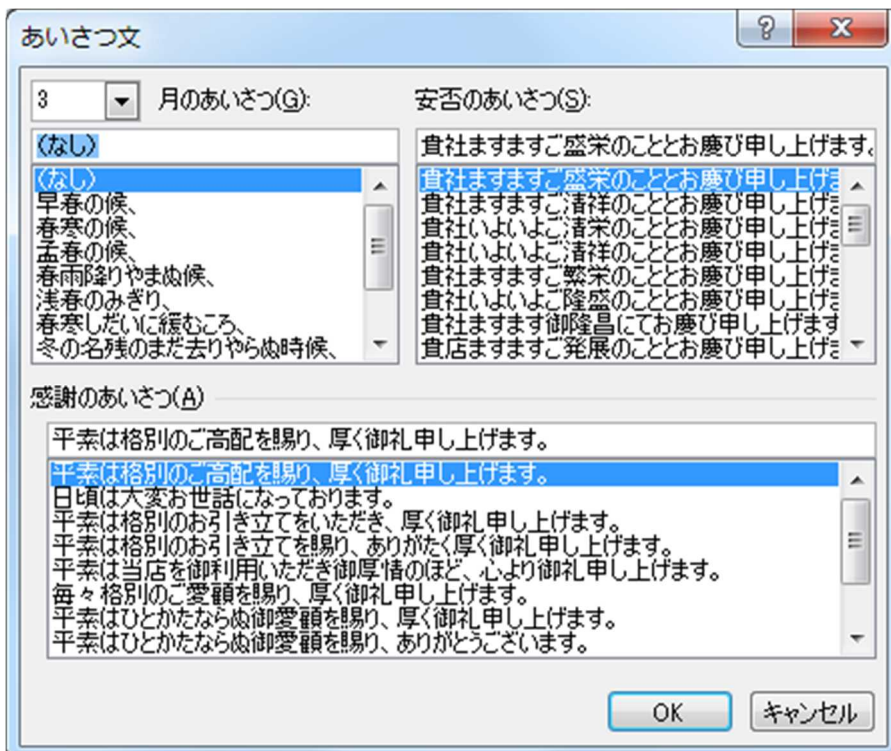 あいさつ文
3 月のあいさつ(G):
(なし)
(なし)
早春の候、
春寒の候、
孟春の候、
春雨降りやまぬ候、
浅春のみぎり、
春寒しだいに緩むころ、
冬の名残のまだ去りやらぬ時候、
安否のあいさつ(S):
貴社ますますご盛栄のこととお慶び申し上げます。
貴社ますますご盛栄のこととお慶び申し上げま
貴社ますますご清祥のこととお慶び申し上げま
貴社いよいよご清栄のこととお慶び申し上げま
貴社いよいよご清祥のこととお慶び申し上げま
貴社ますますご繁栄のこととお慶び申し上げま
貴社いよいよご隆盛のこととお慶び申し上げま
貴社ますます御隆昌にてお慶び申し上げます
貴店ますますご発展のこととお慶び申し上げま
感謝のあいさつ(A)
平素は格別のご高配を賜り、厚く御礼申し上げます。
平素は格別のご高配を賜り、厚く御礼申し上げます。
日頃は大変お世話になっております。
平素は格別のお引き立てをいただき、厚く御礼申し上げます。
平素は格別のお引き立てを賜り、ありがたく厚く御礼申し上げます。
平素は当店を御利用いただき御厚情のほど、心より御礼申し上げます。
毎々格別のご愛顧を賜り、厚く御礼申し上げます。
平素はひとかたならぬ御愛顧を賜り、厚く御礼申し上げます。
平素はひとかたならぬ御愛顧を賜り、ありがとうございます。
OK
キャンセル